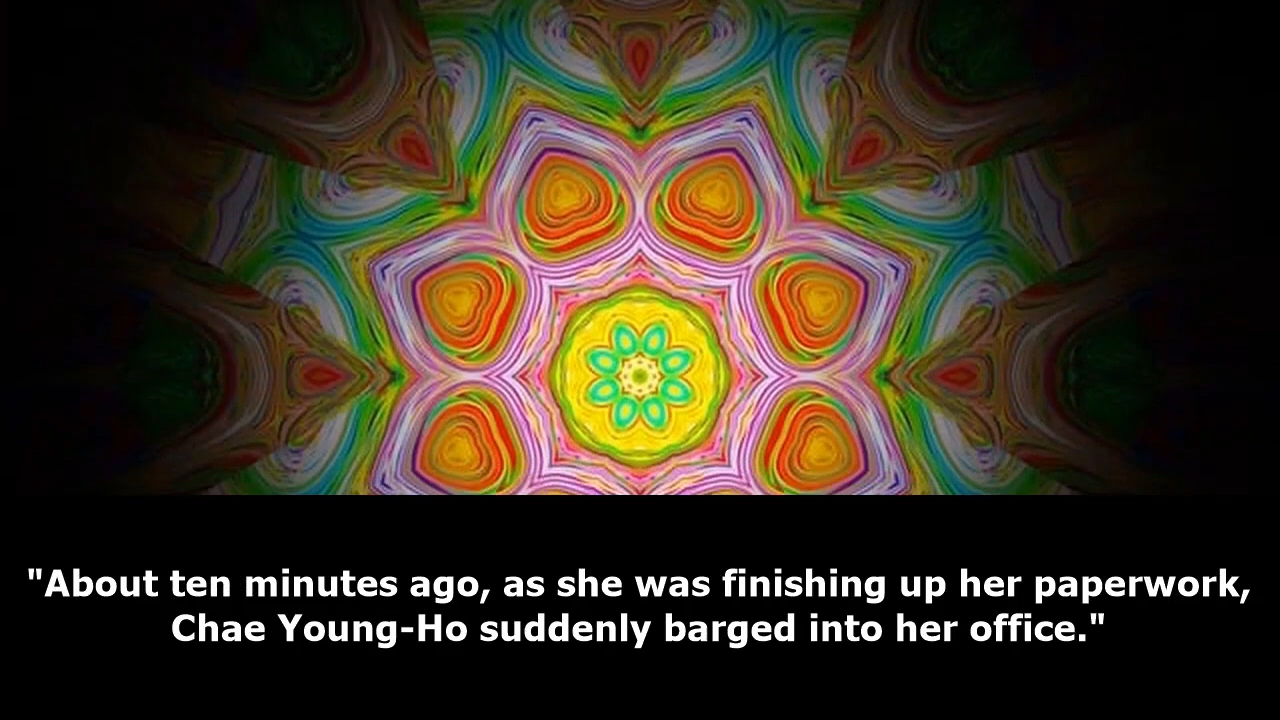 "About ten minutes ago, as she was finishing up her paperwork,
Chae Young-Ho suddenly barged into her office."